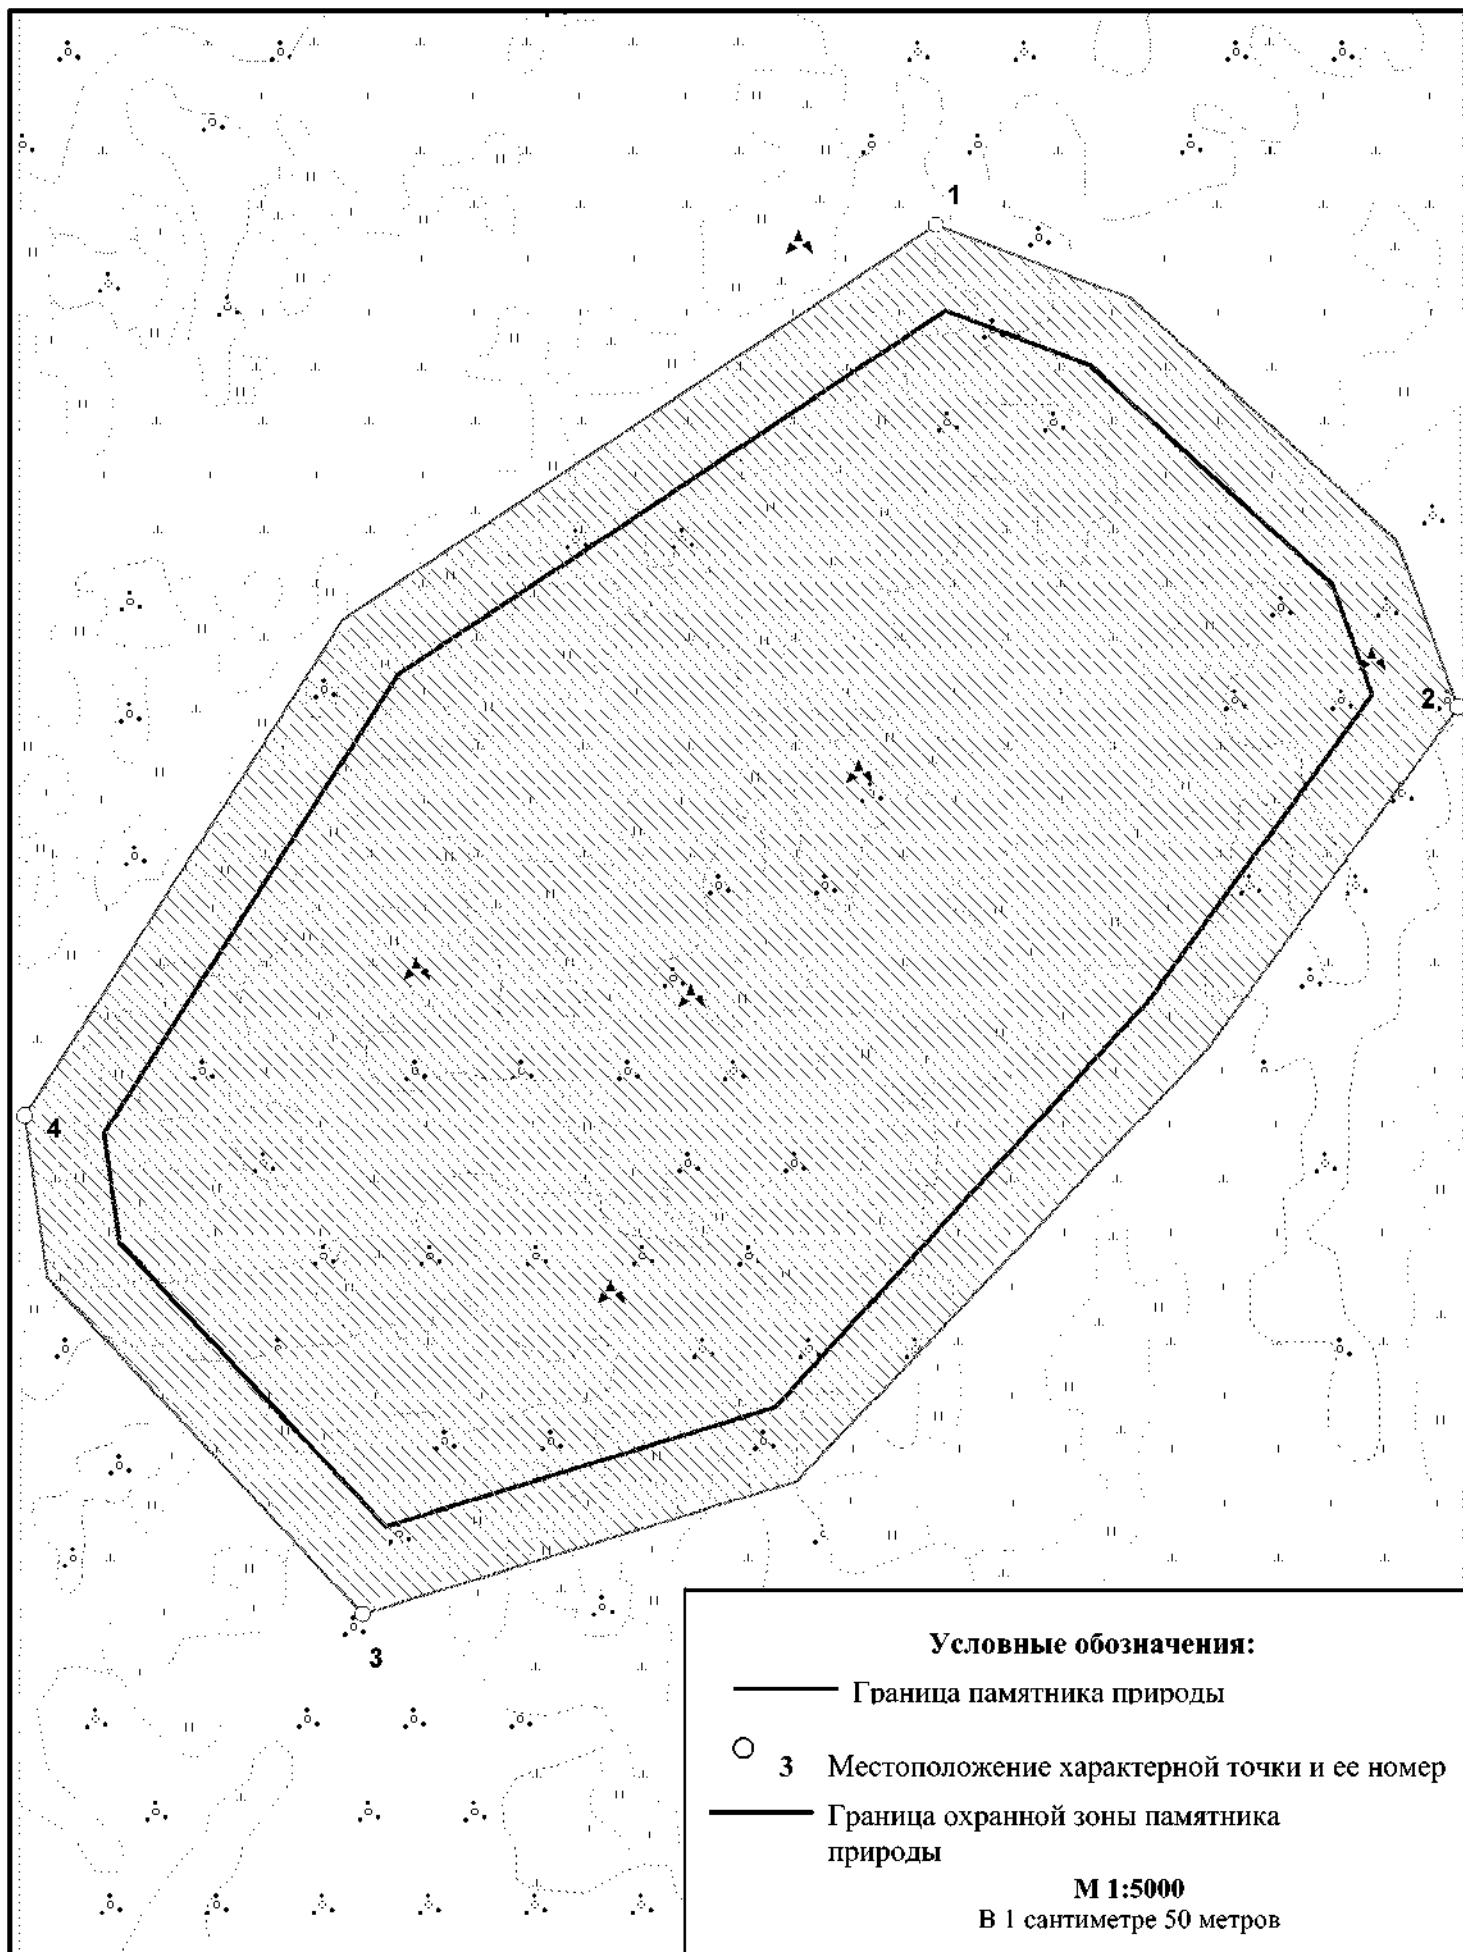 1
2
4
3
Условные обозначения:
Граница памятника природы
3 Местоположение характерной точки и ее номер
Граница охранной зоны памятника
природы
М 1:5000
В 1 сантиметре 50 метров